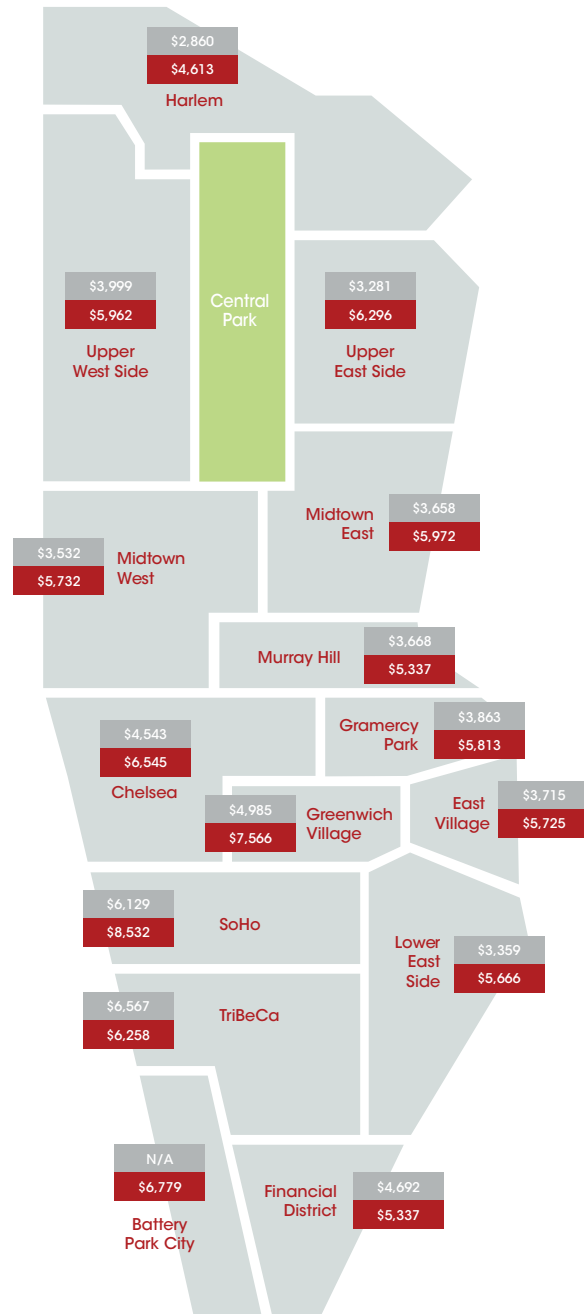 $2,860
$4,613
Harlem
$3,999
$5,962
Upper
West Side
Central
Park
$3,281
$6,296
Upper
East Side
Midtown
East
$3,658
$5,972
$3,532
$5,732
Midtown
West
Murray Hill
$3,668
$5,337
$4,543
$6,545
Chelsea
Gramercy
Park
$3,863
$5,813
$4,985
$7,566
Greenwich
Village
East
Village
$3,715
$5,725
$6,129
$8,532
SoHo
Lower
East
Side
$3,359
$5,666
$6,567
$6,258
TriBeCa
N/A
$6,779
Battery
Park City
Financial
District
$4,692
$5,337